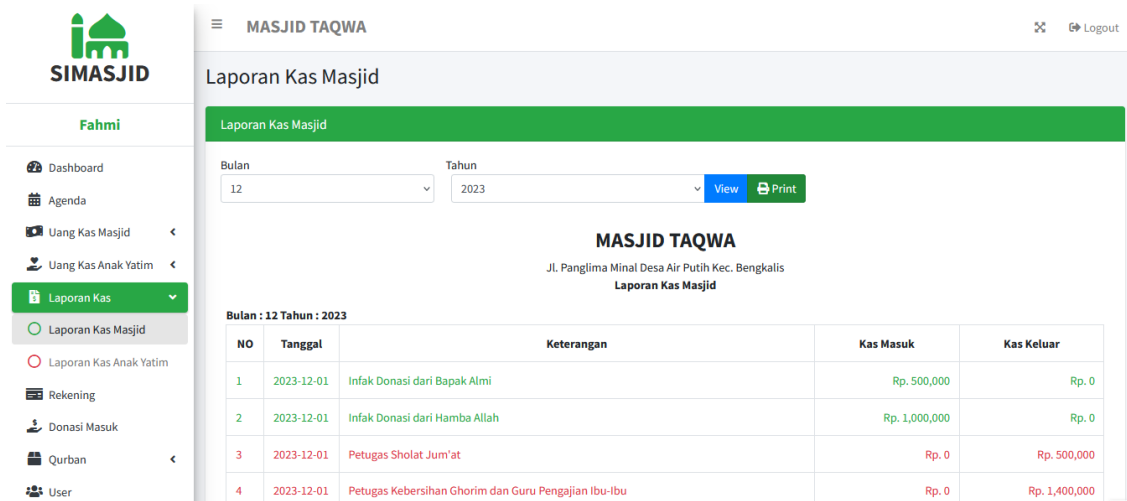 SIMASJID
Fahmi
Dashboard
Agenda
Uang Kas Masjid
Uang Kas Anak Yatim
Laporan Kas
Laporan Kas Masjid
Laporan Kas Anak Yatim
Rekening
Donasi Masuk
Qurban
User
MASJID TAQWA
Logout
Laporan Kas Masjid
Laporan Kas Masjid
Bulan Tahun
12 2023 View Print
MASJID TAQWA
Jl. Panglima Minal Desa Air Putih Kec. Bengkalis
Laporan Kas Masjid
Bulan : 12 Tahun : 2023
NO Tanggal Keterangan Kas Masuk Kas Keluar
1 2023-12-01 Infak Donasi dari Bapak Almi Rp. 500,000 Rp. 0
2 2023-12-01 Infak Donasi dari Hamba Allah Rp. 1,000,000 Rp. 0
3 2023-12-01 Petugas Sholat Jum'at Rp. 0 Rp. 500,000
4 2023-12-01 Petugas Kebersihan Ghorim dan Guru Pengajian Ibu-Ibu Rp. 0 Rp. 1,400,000